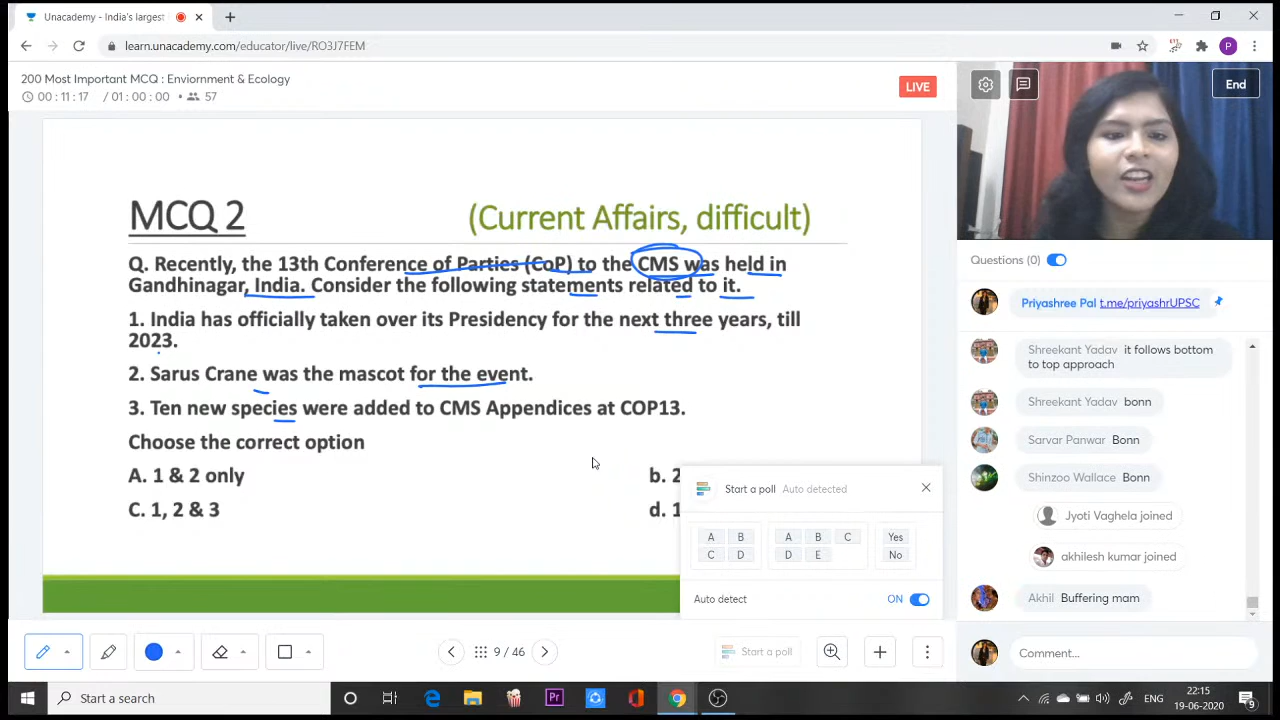 Unacademy - India's largest
learn.unacademy.com/educator/live/RO3J7FEM
200 Most Important MCQ : Enviornment & Ecology
00 : 11 : 17 / 01 : 00 : 00 • 57
LIVE
End
MCQ 2 (Current Affairs, difficult)
Q. Recently, the 13th Conference of Parties (CoP) to the CMS was held in
Gandhinagar, India. Consider the following statements related to it.
1. India has officially taken over its Presidency for the next three years, till
2023.
2. Sarus Crane was the mascot for the event.
3. Ten new species were added to CMS Appendices at COP13.
Choose the correct option
A. 1 & 2 only b. 2
C. 1, 2 & 3 d. 1
Start a poll Auto detected
A B A B C Yes
C D D E No
Auto detect ON
Questions (0)
Priyashree Pal t.me/priyashrUPSC
Shreekant Yadav it follows bottom
to top approach
Shreekant Yadav bonn
Sarvar Panwar Bonn
Shinzoo Wallace Bonn
Jyoti Vaghela joined
akhilesh kumar joined
Akhil Buffering mam
9 / 46
Start a poll
Comment...
Start a search
ENG
22:15
19-06-2020